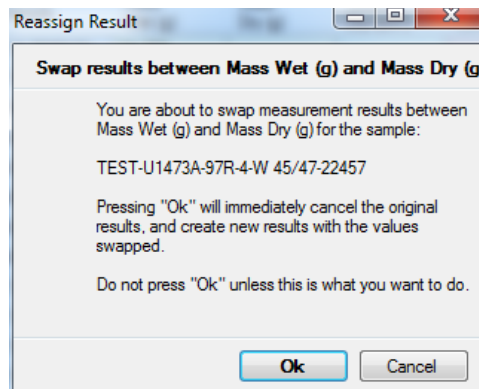 Reassign Result
Swap results between Mass Wet (g) and Mass Dry (g
You are about to swap measurement results between
Mass Wet (g) and Mass Dry (g) for the sample:
TEST-U1473A-97R-4-W 45/47-22457
Pressing "Ok" will immediately cancel the original
results, and create new results with the values
swapped.
Do not press "Ok" unless this is what you want to do.
Ok
Cancel